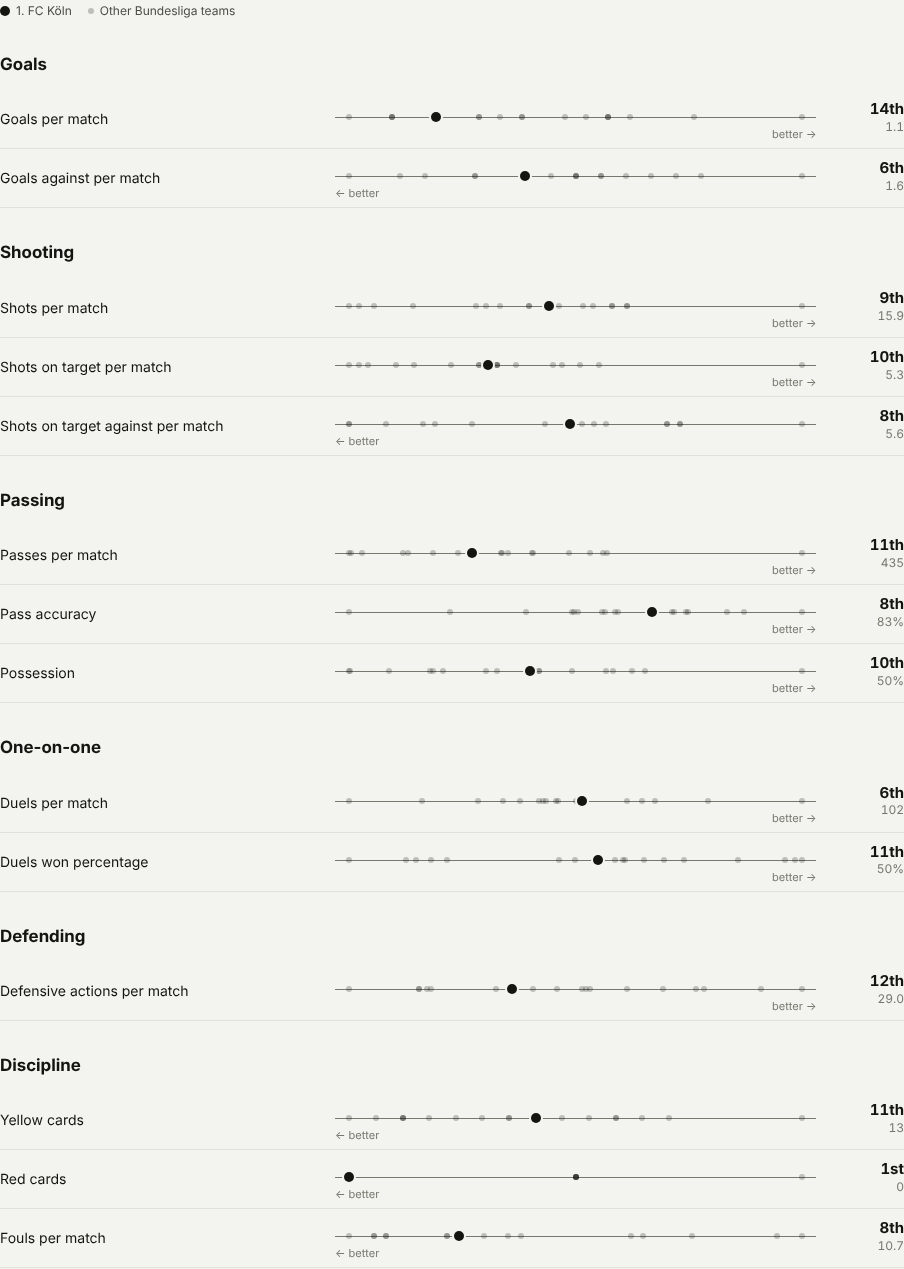 1. FC Köln Other Bundesliga teams
Goals
Goals per match
14th
1.1
better →
Goals against per match
6th
1.6
← better
Shooting
Shots per match
9th
15.9
better →
Shots on target per match
10th
5.3
better →
Shots on target against per match
8th
5.6
← better
Passing
Passes per match
11th
435
better →
Pass accuracy
8th
83%
better →
Possession
10th
50%
better →
One-on-one
Duels per match
6th
102
better →
Duels won percentage
11th
50%
better →
Defending
Defensive actions per match
12th
29.0
better →
Discipline
Yellow cards
11th
13
← better
Red cards
1st
0
← better
Fouls per match
8th
10.7
← better